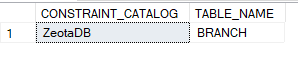 CONSTRAINT_CATALOG TABLE_NAME
1 ZeotaDB BRANCH